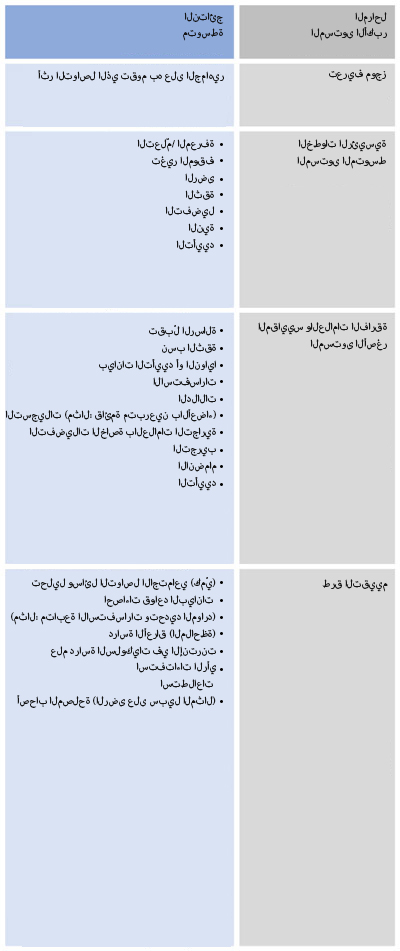 المراحل
المستوى الأكبر
النتائج
متوسطة
تعريف موجز
أثر التواصل الذي تقوم به على الجماهير
الخطوات الرئيسية
المستوى المتوسط
• التعلّم/ المعرفة
• تغير الموقف
• الرضى
• الثقة
• التفضيل
• النية
• التأييد
المقاييس والعلامات الفارقة
المستوى الأصغر
• تقبّل الرسالة
• نسب الثقة
• بيانات التأييد أو النوايا
• الاستفسارات
• الدلالات
• التسجيلات (مثال: قائمة متبرعين بالأعضاء)
• التفضيلات الخاصة بالعلامات التجارية
• التجريب
• الانضمام
• التأييد
طرق التقييم
• تحليل وسائل التواصل الاجتماعي (كمّي)
احصاءات قواعد البيانات
• (مثال: متابعة الاستفسارات وتحديد الموارد)
• دراسة الأعراق (الملاحظة)
• علم دراسة السلوكيات في الإنترنت
• استفتاءات الرأي
استطلاعات
• أصحاب المصلحة (الرضى على سبيل المثال)